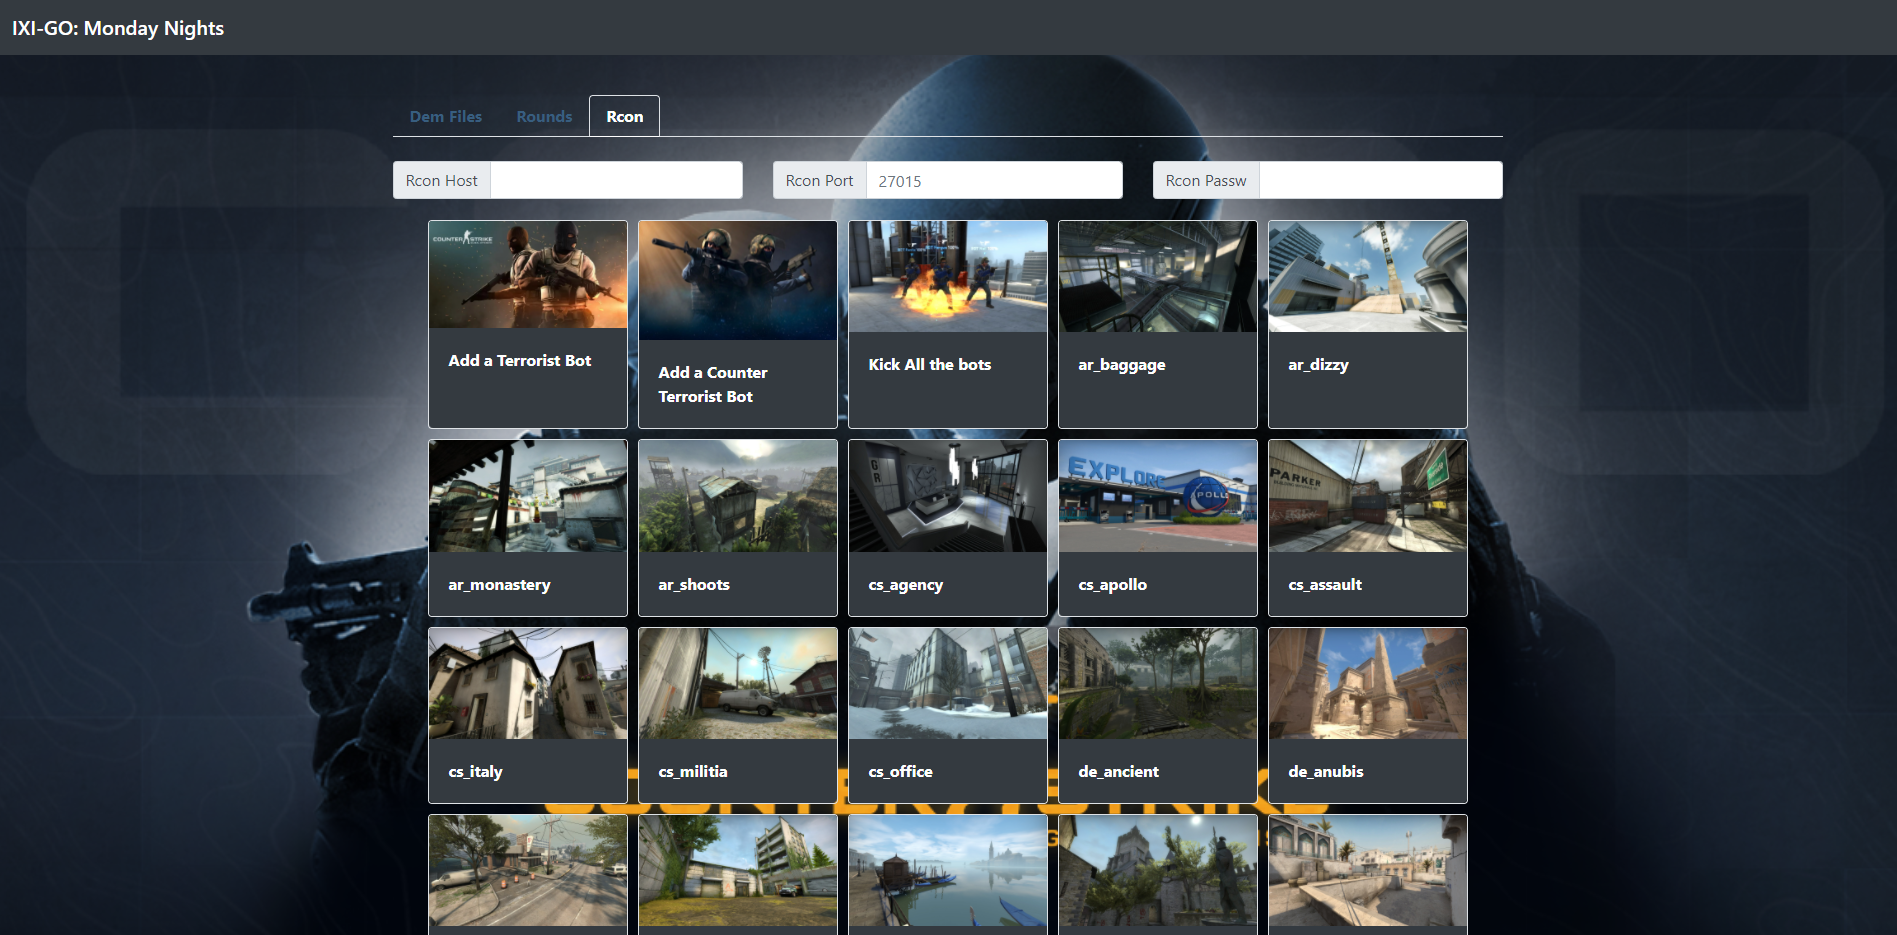 IXI-GO: Monday Nights
Dem Files
Rounds
Rcon
Rcon Host
Rcon Port
27015
Rcon Passw
COUNTER STRIKE
Add a Terrorist Bot
Add a Counter
Terrorist Bot
Kick All the bots
ar_baggage
ar_dizzy
GR
EXPLORE
POLL
PARKER
ar_monastery
ar_shoots
cs_agency
cs_apollo
cs_assault
cs_italy
cs_militia
cs_office
de_ancient
de_anubis